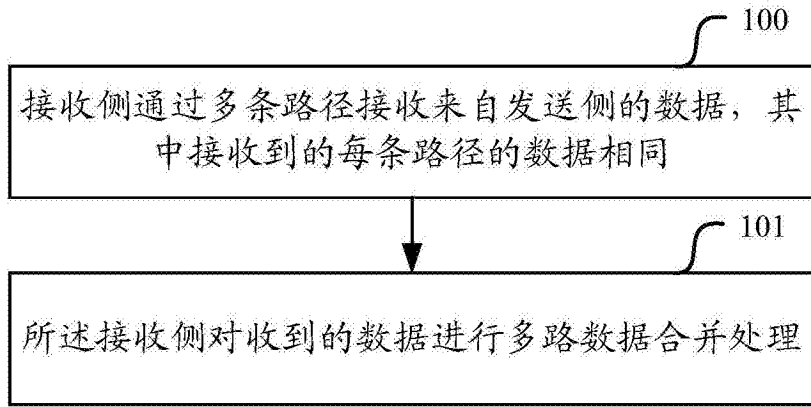 100
接收侧通过多条路径接收来自发送侧的数据，其
中接收到的每条路径的数据相同
101
所述接收侧对收到的数据进行多路数据合并处理